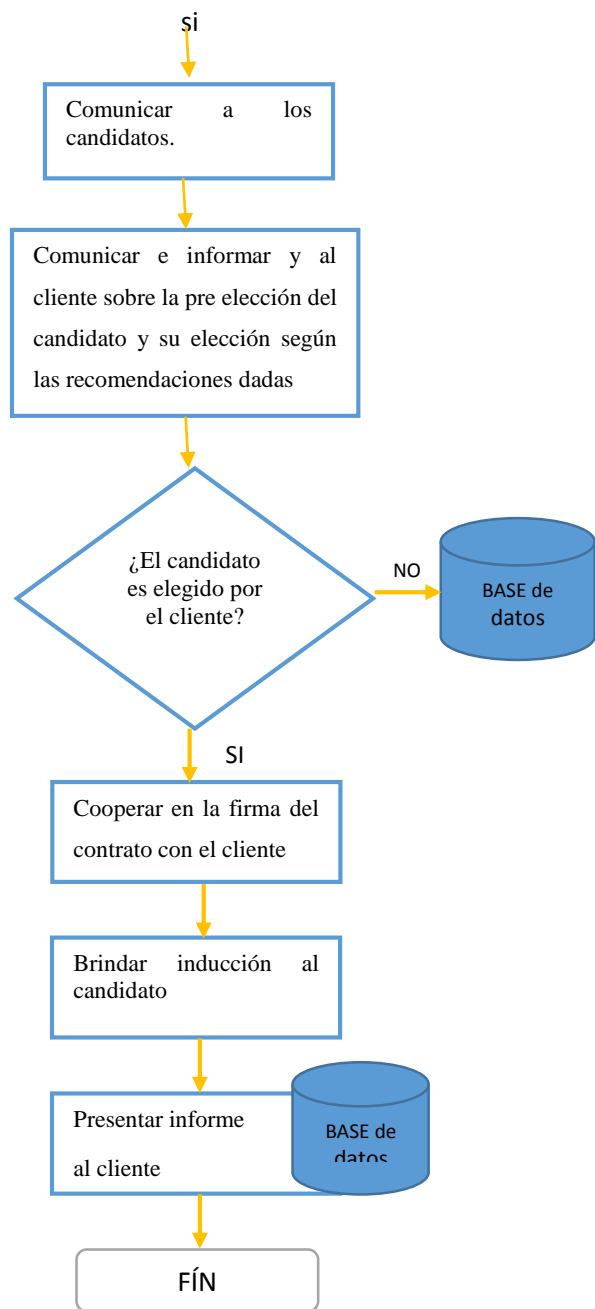 si
Comunicar a los
candidatos.
Comunicar e informar y al
cliente sobre la pre elección del
candidato y su elección según
las recomendaciones dadas
¿El candidato
es elegido por
el cliente?
NO
BASE de
datos
SI
Cooperar en la firma del
contrato con el cliente
Brindar inducción al
candidato
Presentar informe
al cliente
BASE de
datos
FÍN